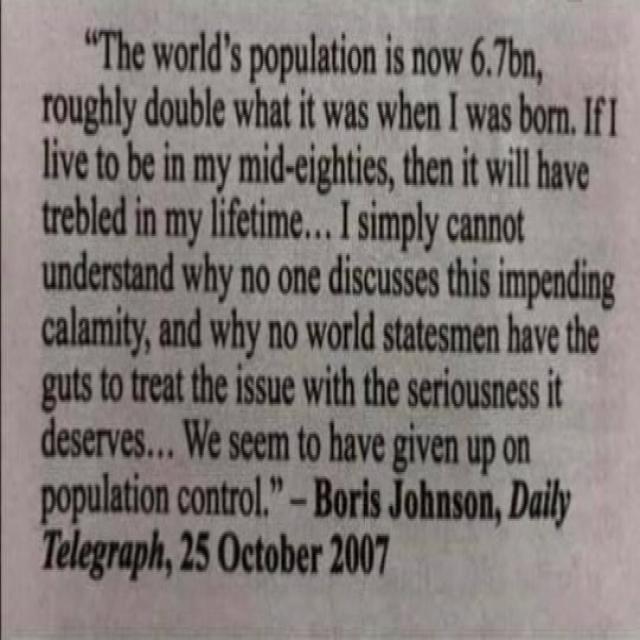 “The world’s population is now 6.7bn,
roughly double what it was when I was born. If I
live to be in my mid-eighties, then it will have
trebled in my lifetime... I simply cannot
understand why no one discusses this impending
calamity, and why no world statesmen have the
guts to treat the issue with the seriousness it
deserves... We seem to have given up on
population control.” – Boris Johnson, Daily
Telegraph, 25 October 2007